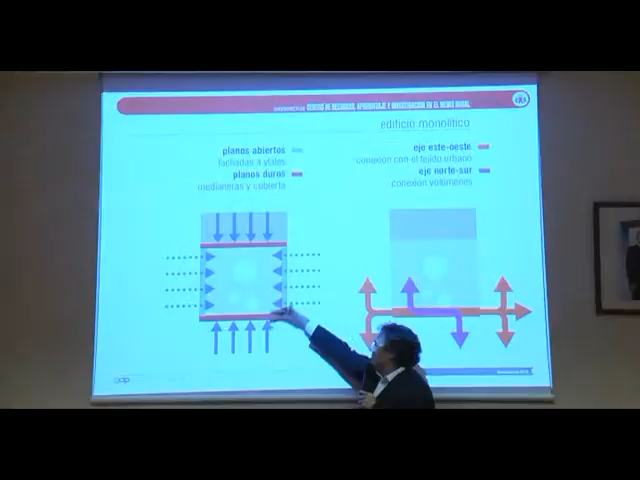 CENTRO DE RECURSOS, APRENDIZAJE E INVESTIGACIÓN EN EL MEDIO RURAL
edificio monolítico
planos abiertos
fachadas a viales
planos duros
medianeras y cubierta
eje este-oeste
conexión con el tejido urbano
eje norte-sur
conexión volúmenes